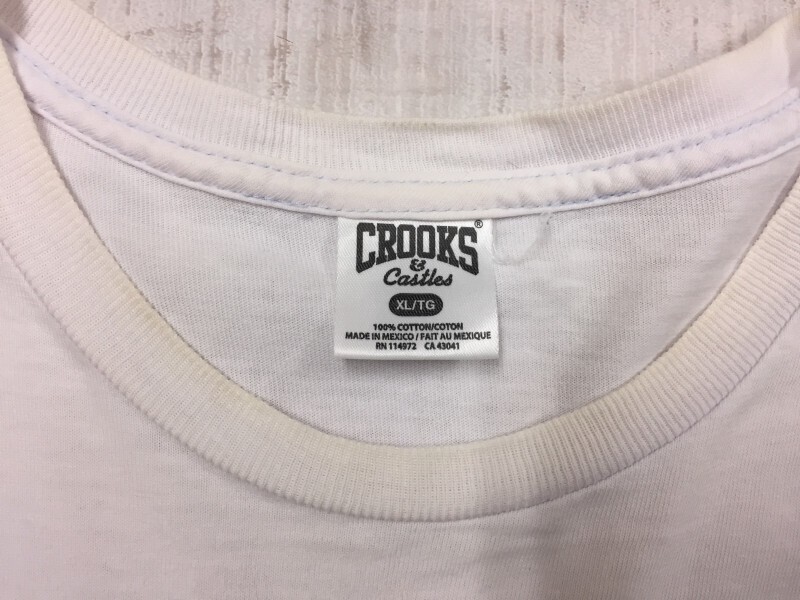 CROOKS®
&
Castles
XL/TG
100% COTTON/COTON
MADE IN MEXICO / FAIT AU MEXIQUE
RN 114972 CA 43041